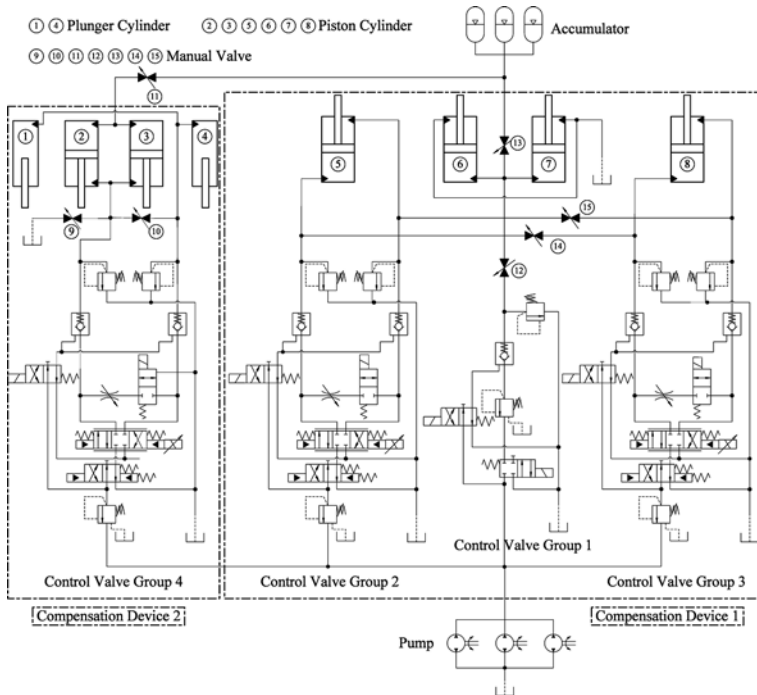 ① ④ Plunger Cylinder ② ③ ⑤ ⑥ ⑦ ⑧ Piston Cylinder
Accumulator
⑨ ⑩ ⑪ ⑫ ⑬ ⑭ ⑮ Manual Valve
⑪
① ② ③ ④
⑤ ⑥ ⑬ ⑦ ⑧
⑨ ⑩ ⑮
⑭
⑫
Control Valve Group 1
Control Valve Group 4 Control Valve Group 2 Control Valve Group 3
Compensation Device 2 Compensation Device 1
Pump